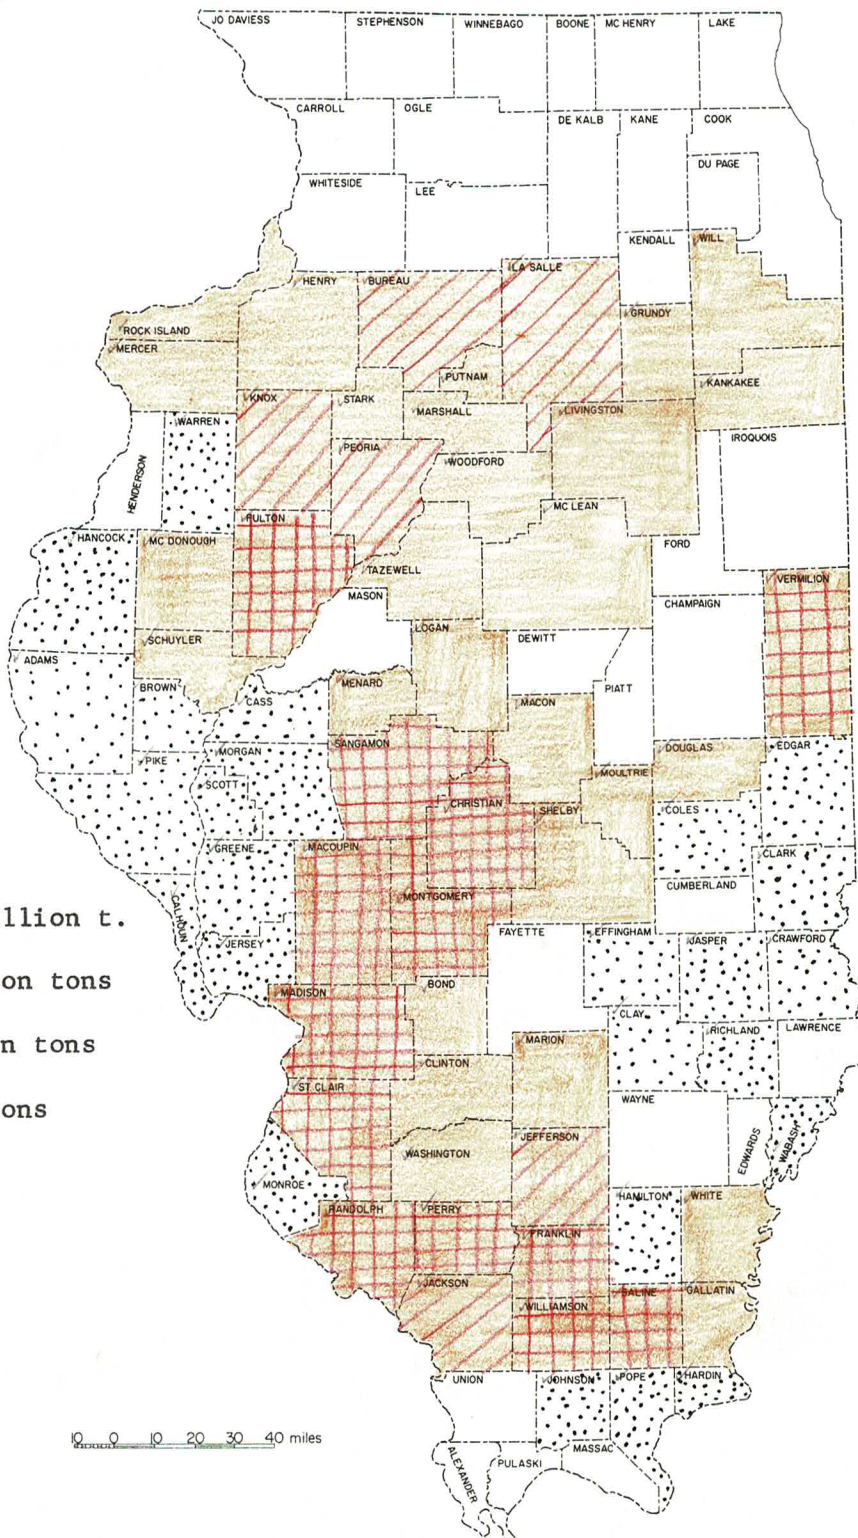 JO DAVIESS
STEPHENSON
WINNEBAGO
BOONE
MC HENRY
LAKE
CARROLL
OGLE
DE KALB
KANE
COOK
DU PAGE
WHITESIDE
LEE
KENDALL
WILL
HENRY
BUREAU
LA SALLE
GRUNDY
ROCK ISLAND
MERCER
PUTNAM
KANKAKEE
KNOX
STARK
MARSHALL
LIVINGSTON
WARREN
HENDERSON
PEORIA
WOODFORD
IROQUOIS
HANCOCK
MC DONOUGH
FULTON
MC LEAN
FORD
TAZEWELL
MASON
CHAMPAIGN
VERMILION
SCHUYLER
LOGAN
DEWITT
ADAMS
BROWN
CASS
MENARD
PIATT
MACON
PIKE
MORGAN
SANGAMON
DOUGLAS
EDGAR
SCOTT
MOULTRIE
CHRISTIAN
SHELBY
COLES
GREENE
MACOUPIN
CLARK
CUMBERLAND
CALHOUN
MONTGOMERY
llion t.
JERSEY
FAYETTE
EFFINGHAM
JASPER
CRAWFORD
on tons
MADISON
BOND
CLAY
RICHLAND
LAWRENCE
n tons
CLINTON
MARION
ST. CLAIR
WAYNE
ons
EDWARDS
WABASH
WASHINGTON
JEFFERSON
MONROE
HAMILTON
WHITE
RANDOLPH
PERRY
FRANKLIN
JACKSON
WILLIAMSON
SALINE
GALLATIN
UNION
JOHNSON
POPE
HARDIN
10 0 10 20 30 40 miles
ALEXANDER
PULASKI
MASSAC